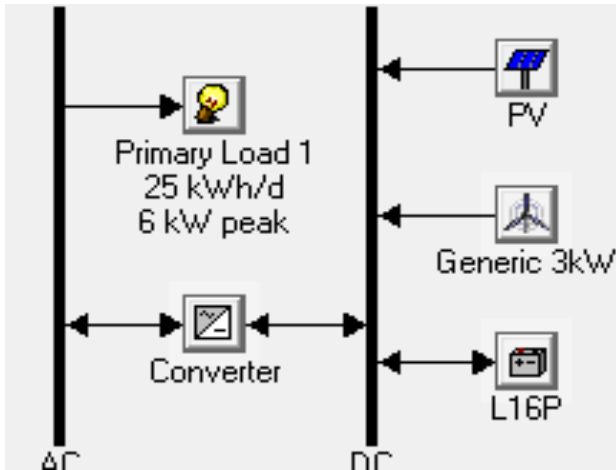 PV
Primary Load 1
25 kWh/d
6 kW peak
Generic 3kW
Converter
L16P
AC
DC